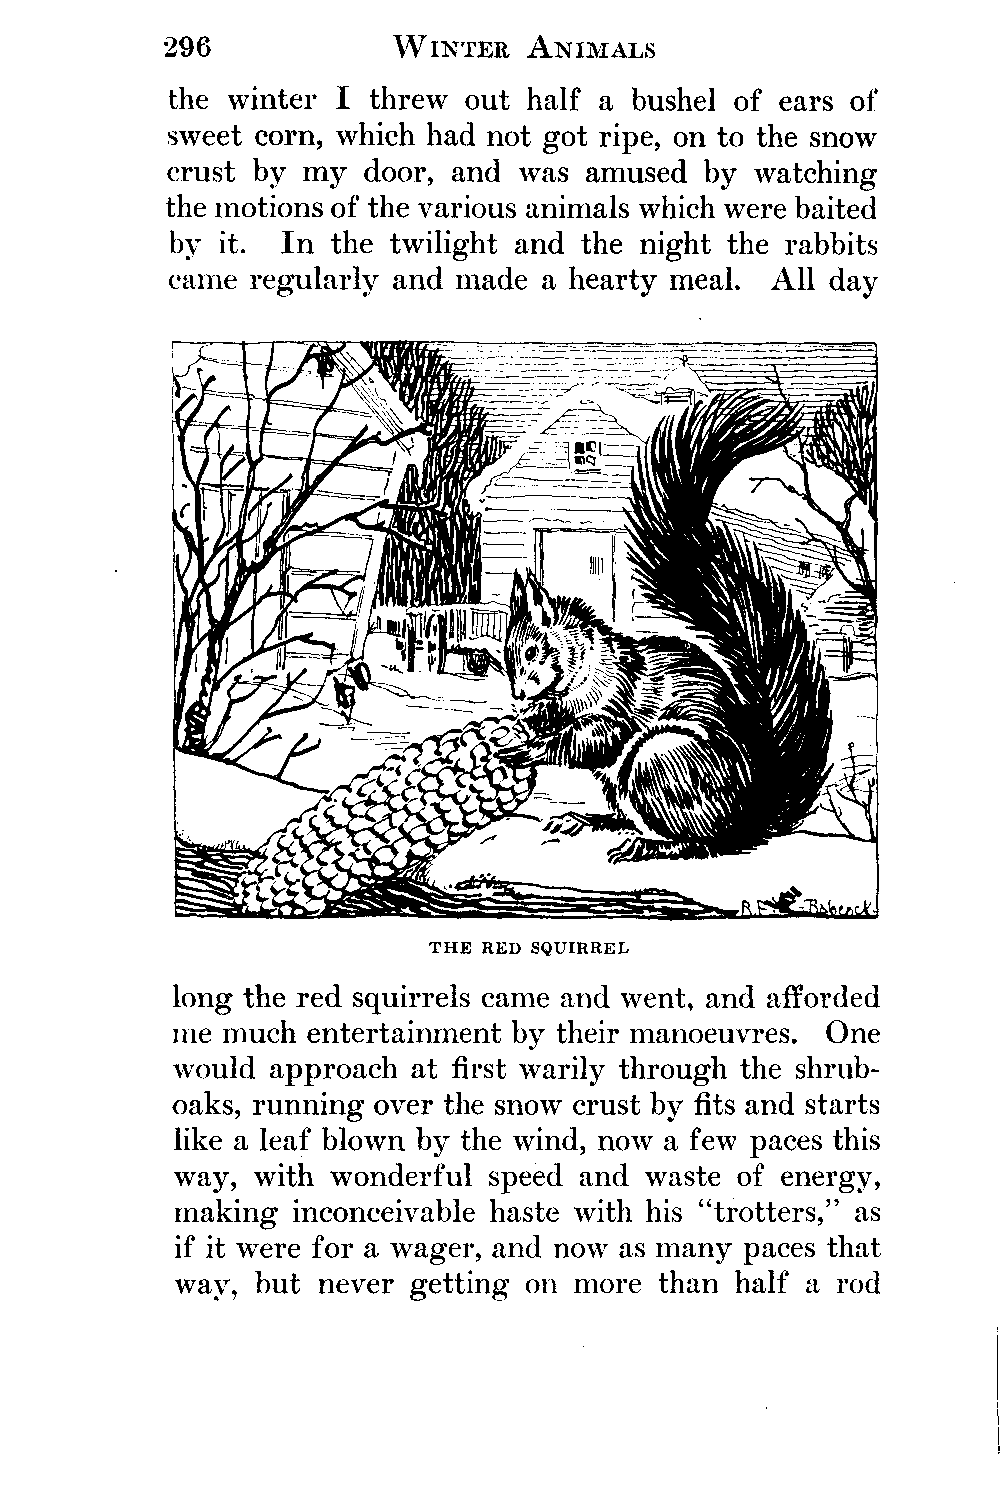 296 WINTER ANIMALS
the winter I threw out half a bushel of ears of
sweet corn, which had not got ripe, on to the snow
crust by my door, and was amused by watching
the motions of the various animals which were baited
by it. In the twilight and the night the rabbits
came regularly and made a hearty meal. All day
R.F. Babcock
THE RED SQUIRREL
long the red squirrels came and went, and afforded
me much entertainment by their manoeuvres. One
would approach at first warily through the shrub-
oaks, running over the snow crust by fits and starts
like a leaf blown by the wind, now a few paces this
way, with wonderful speed and waste of energy,
making inconceivable haste with his “trotters,” as
if it were for a wager, and now as many paces that
way, but never getting on more than half a rod